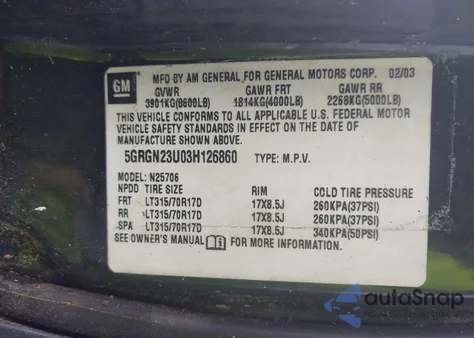 GM
MFD BY AM GENERAL FOR GENERAL MOTORS CORP. 02/03
GVWR GAWR FRT GAWR RR
3901KG(8600LB) 1814KG(4000LB) 2268KG(5000LB)
THIS VEHICLE CONFORMS TO ALL APPLICABLE U.S. FEDERAL MOTOR
VEHICLE SAFETY STANDARDS IN EFFECT ON THE DATE OF
MANUFACTURE SHOWN ABOVE.
5GRGN23U03H126860 TYPE: M.P.V.
MODEL: N25706
NPDD TIRE SIZE RIM COLD TIRE PRESSURE
FRT LT315/70R17D 17X8.5J 260KPA(37PSI)
RR LT315/70R17D 17X8.5J 260KPA(37PSI)
SPA LT315/70R17D 17X8.5J 340KPA(50PSI)
SEE OWNER'S MANUAL FOR MORE INFORMATION
autoSnap